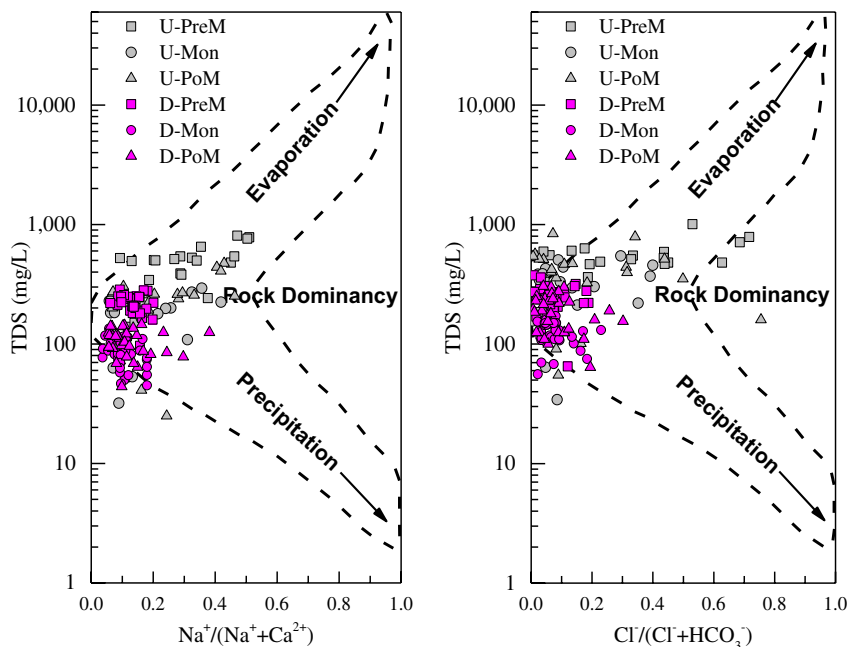 U-PreM
U-Mon
U-PoM
D-PreM
D-Mon
D-PoM
10,000
1,000
100
10
1
TDS (mg/L)
Evaporation
Rock Dominancy
Precipitation
0.0 0.2 0.4 0.6 0.8 1.0
Na⁺/(Na⁺+Ca²⁺)
U-PreM
U-Mon
U-PoM
D-PreM
D-Mon
D-PoM
10,000
1,000
100
10
1
TDS (mg/L)
Evaporation
Rock Dominancy
Precipitation
0.0 0.2 0.4 0.6 0.8 1.0
Cl⁻/(Cl⁻+HCO₃⁻)